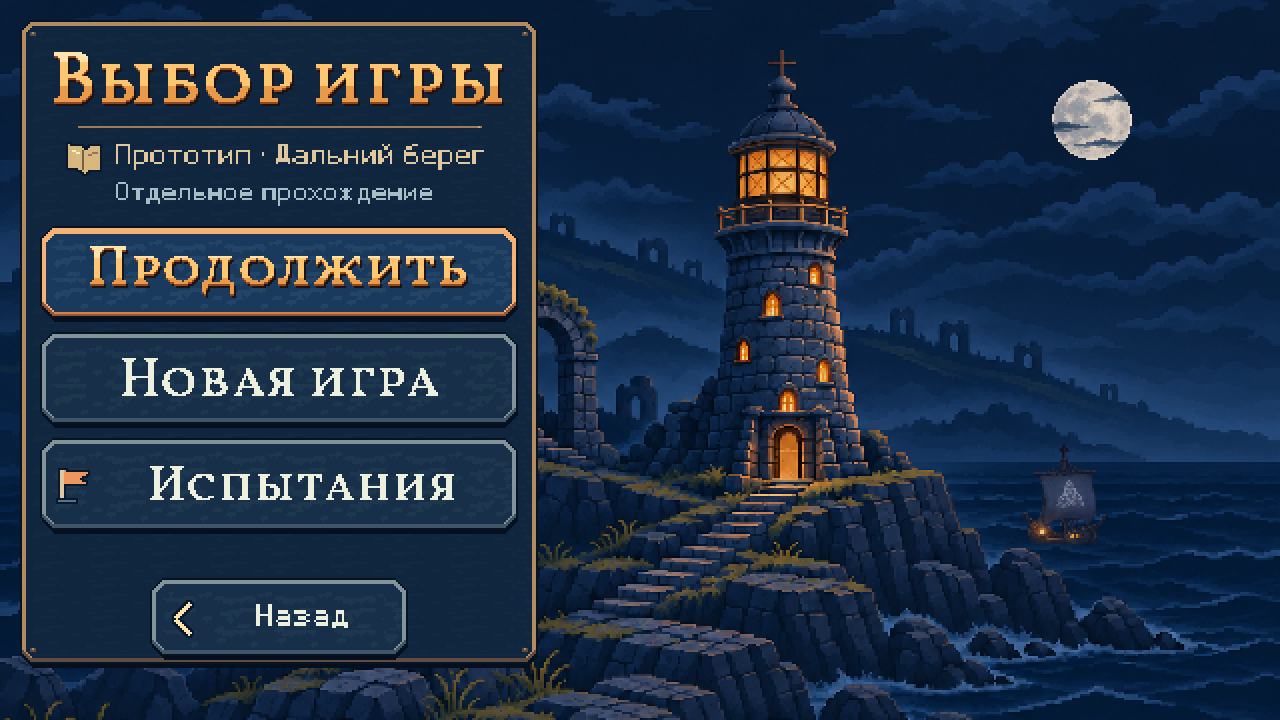 Выбор игры
Прототип · Дальний берег
Отдельное прохождение
Продолжить
Новая игра
Испытания
Назад